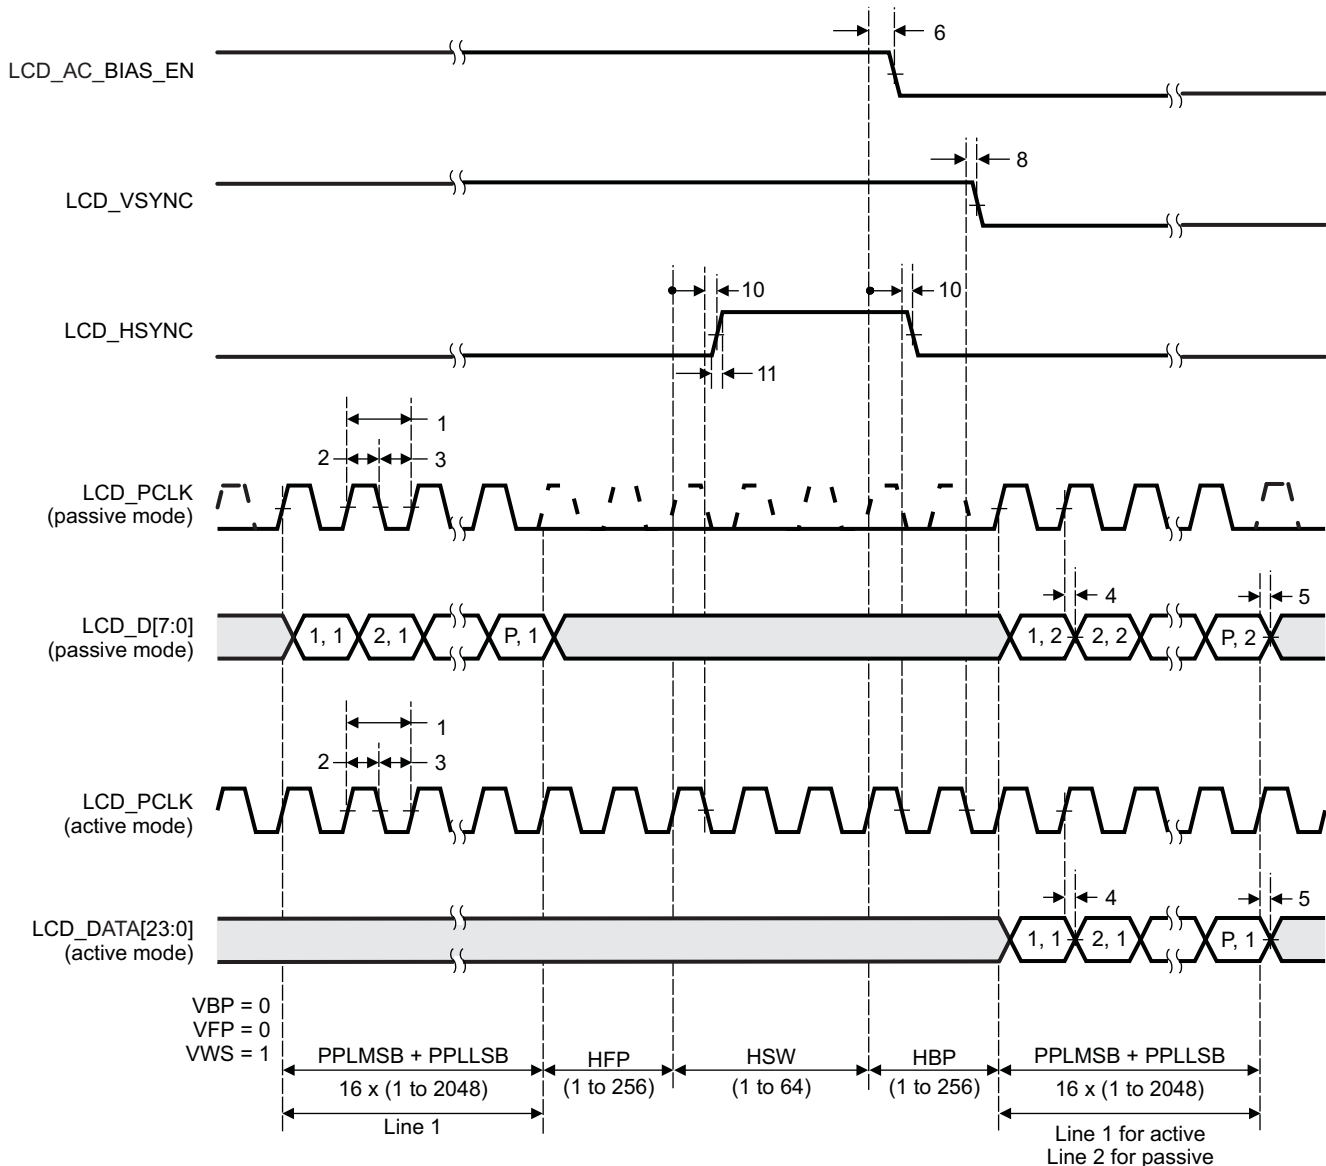 6
LCD_AC_BIAS_EN
8
LCD_VSYNC
10
10
LCD_HSYNC
11
1
2
3
LCD_PCLK
(passive mode)
4
5
LCD_D[7:0]
(passive mode)
1, 1
2, 1
P, 1
1, 2
2, 2
P, 2
1
2
3
LCD_PCLK
(active mode)
4
5
LCD_DATA[23:0]
(active mode)
1, 1
2, 1
P, 1
VBP = 0
VFP = 0
VWS = 1
PPLMSB + PPLLSB
HFP
HSW
HBP
PPLMSB + PPLLSB
16 x (1 to 2048)
(1 to 256)
(1 to 64)
(1 to 256)
16 x (1 to 2048)
Line 1
Line 1 for active
Line 2 for passive